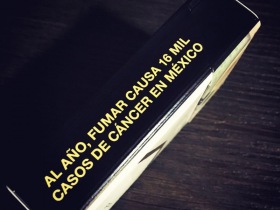 AL AÑO, FUMAR CAUSA 16 MIL
CASOS DE CÁNCER EN MÉXICO